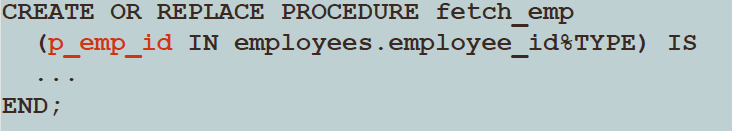 CREATE OR REPLACE PROCEDURE fetch_emp
(p_emp_id IN employees.employee_id%TYPE) IS
...
END;